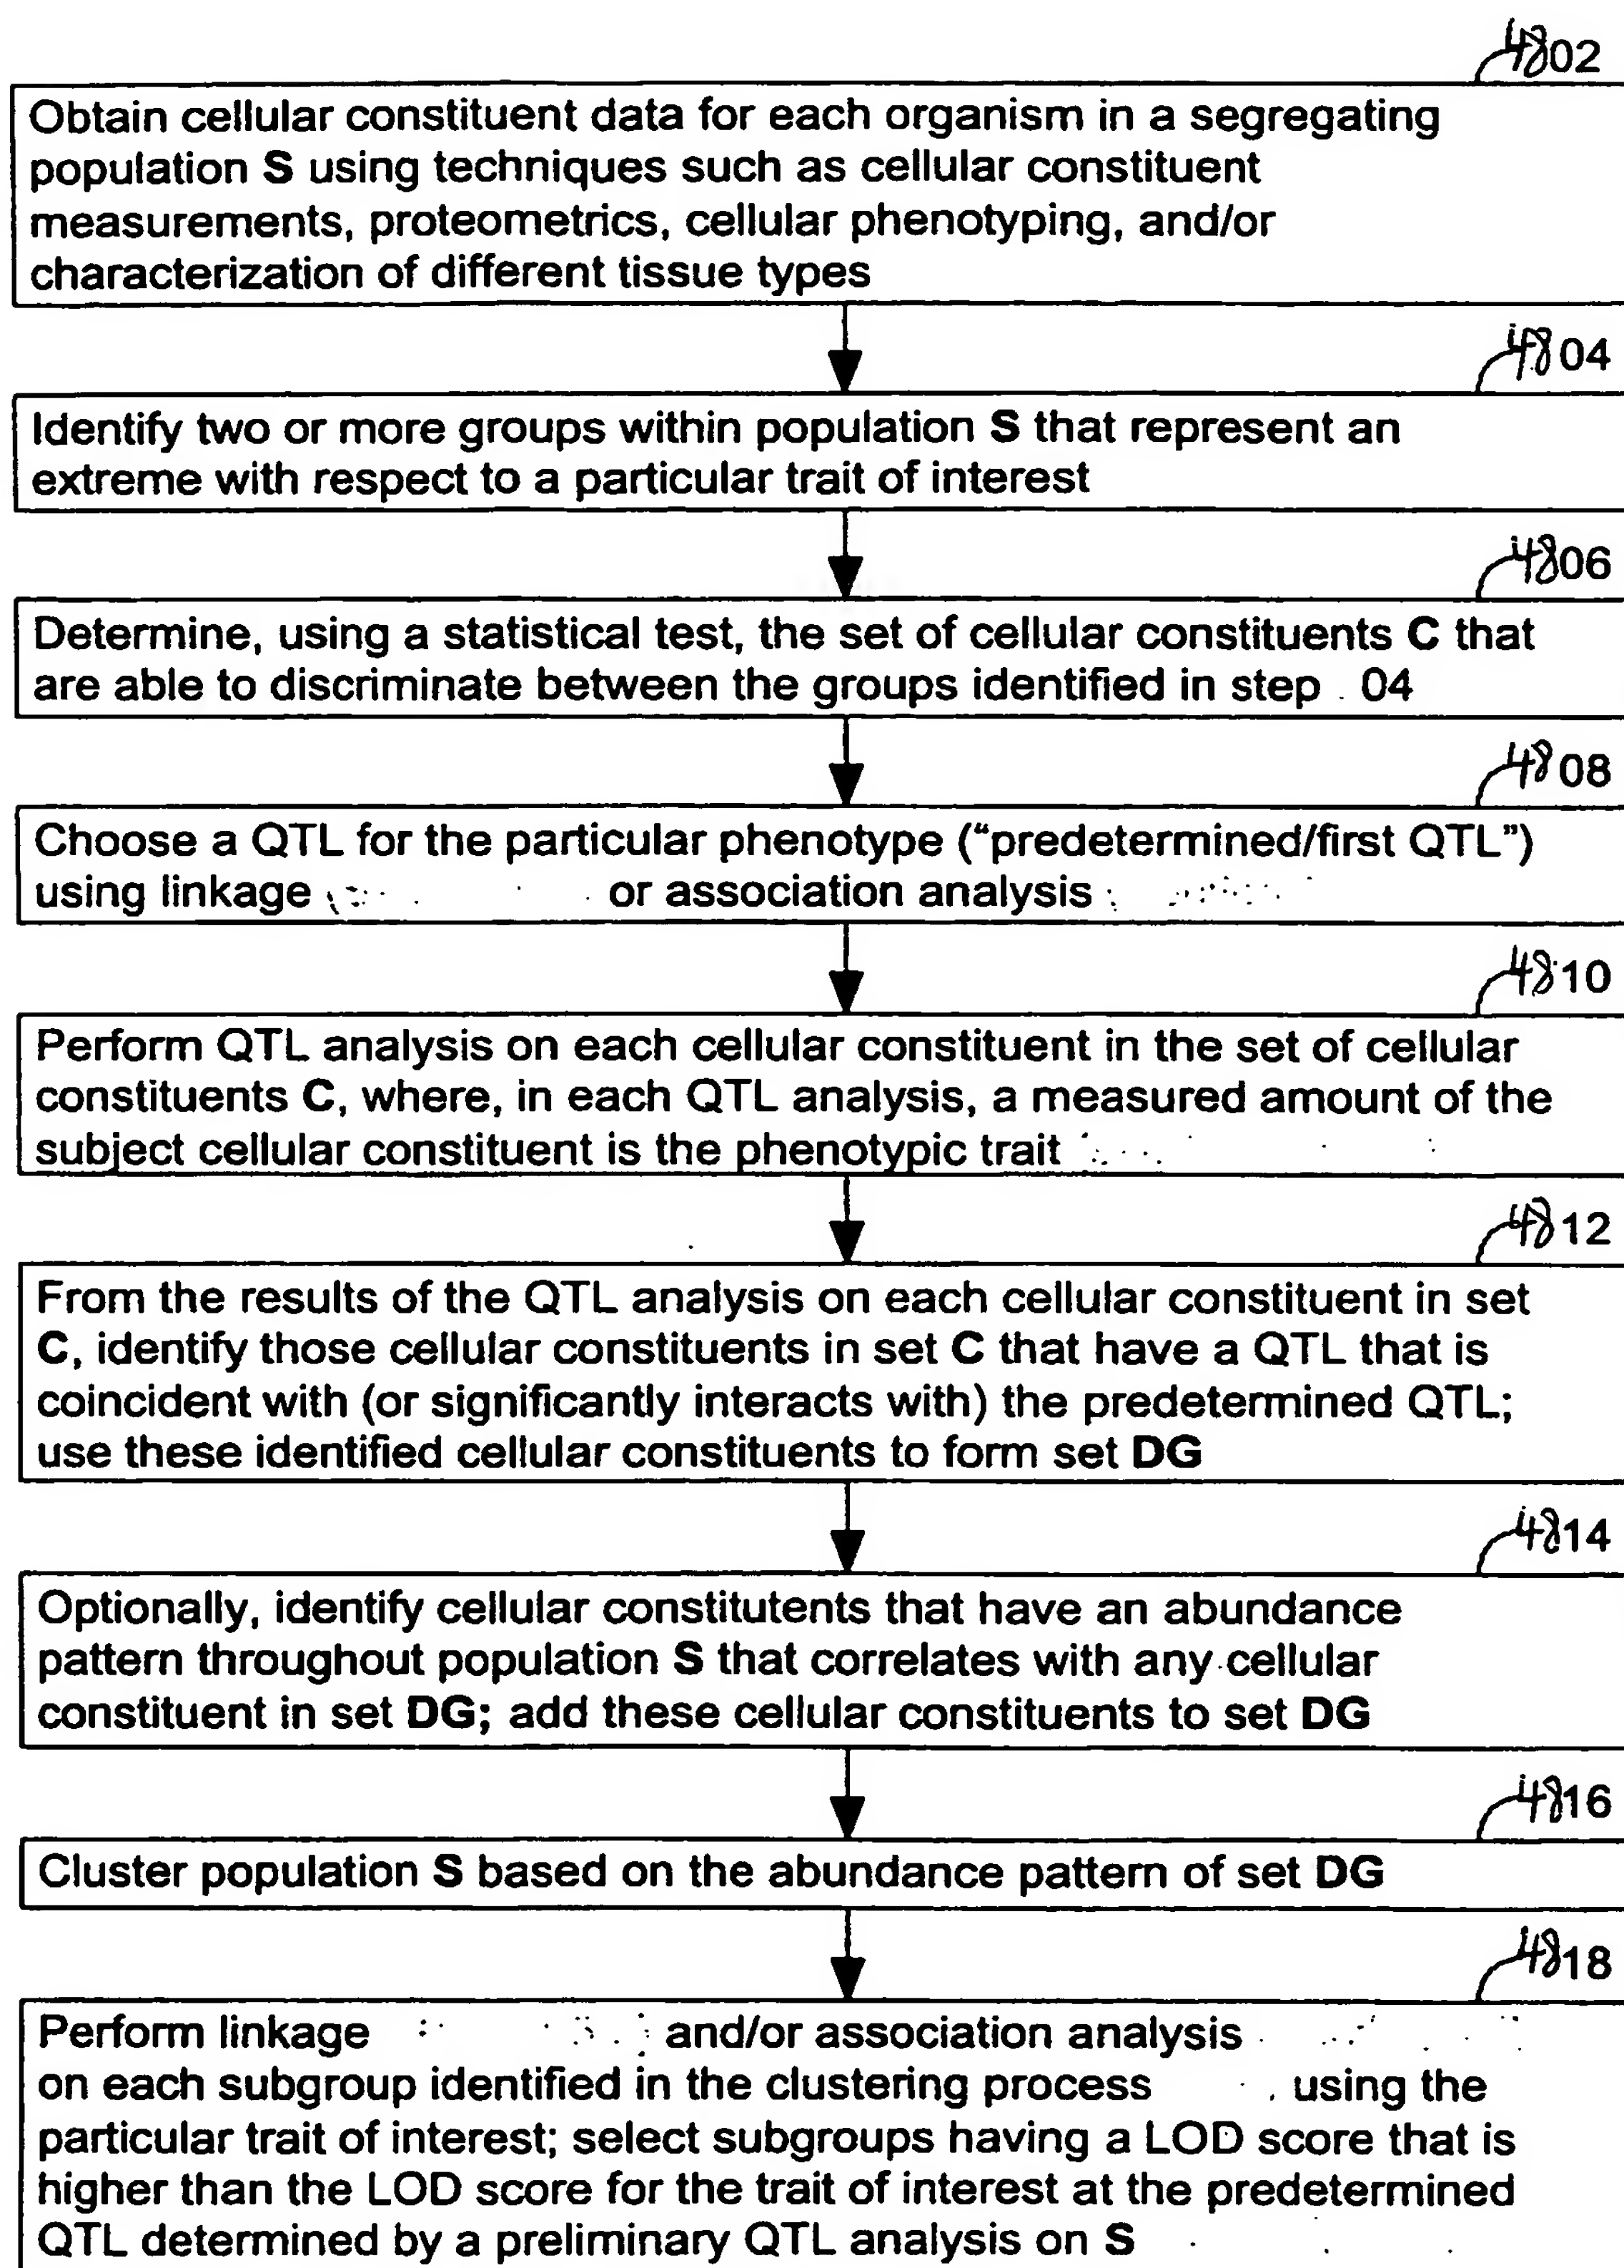 4802
Obtain cellular constituent data for each organism in a segregating
population S using techniques such as cellular constituent
measurements, proteometrics, cellular phenotyping, and/or
characterization of different tissue types
4804
Identify two or more groups within population S that represent an
extreme with respect to a particular trait of interest
4806
Determine, using a statistical test, the set of cellular constituents C that
are able to discriminate between the groups identified in step 04
4808
Choose a QTL for the particular phenotype (“predetermined/first QTL”)
using linkage or association analysis
4810
Perform QTL analysis on each cellular constituent in the set of cellular
constituents C, where, in each QTL analysis, a measured amount of the
subject cellular constituent is the phenotypic trait
4812
From the results of the QTL analysis on each cellular constituent in set
C, identify those cellular constituents in set C that have a QTL that is
coincident with (or significantly interacts with) the predetermined QTL;
use these identified cellular constituents to form set DG
4814
Optionally, identify cellular constitutents that have an abundance
pattern throughout population S that correlates with any cellular
constituent in set DG; add these cellular constituents to set DG
4816
Cluster population S based on the abundance pattern of set DG
4818
Perform linkage and/or association analysis
on each subgroup identified in the clustering process using the
particular trait of interest; select subgroups having a LOD score that is
higher than the LOD score for the trait of interest at the predetermined
QTL determined by a preliminary QTL analysis on S